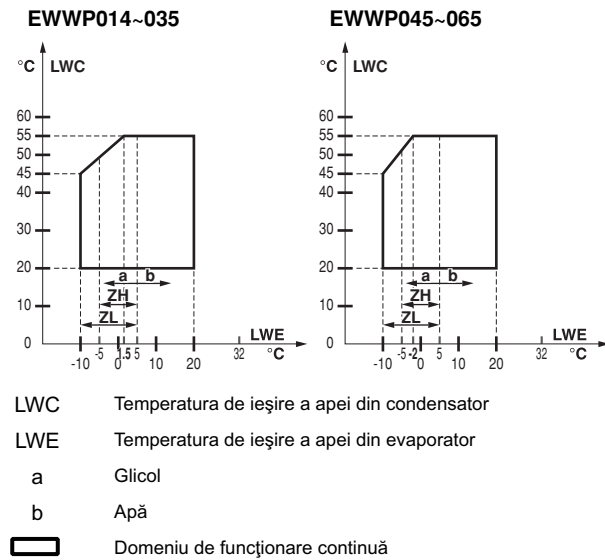 EWWP014~035
°C LWC
60
55
50
45
40
30
20
10
0
a b
ZH
ZL
LWE
°C
-10 -5 0 1.5 5 10 20 32
EWWP045~065
°C LWC
60
55
50
45
40
30
20
10
0
a b
ZH
ZL
LWE
°C
-10 -5 -2 0 5 10 20 32
LWC Temperatura de ieşire a apei din condensator
LWE Temperatura de ieşire a apei din evaporator
a Glicol
b Apă
Domeniu de funcţionare continuă